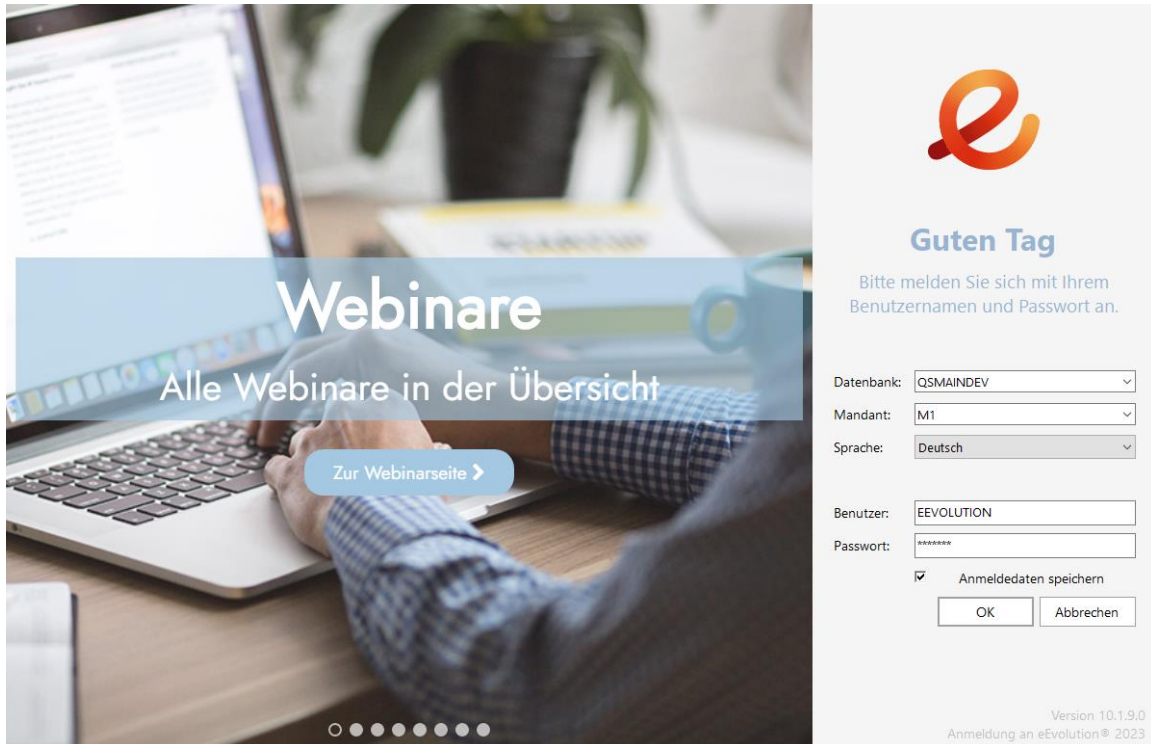 Webinare
Alle Webinare in der Übersicht
Zur Webinarseite
Guten Tag
Bitte melden Sie sich mit Ihrem
Benutzernamen und Passwort an.
Datenbank: QSMAINDEV
Mandant: M1
Sprache: Deutsch
Benutzer: EEVOLUTION
Passwort: *******
Anmeldedaten speichern
OK Abbrechen
Version 10.1.9.0
Anmeldung an eEvolution® 2023